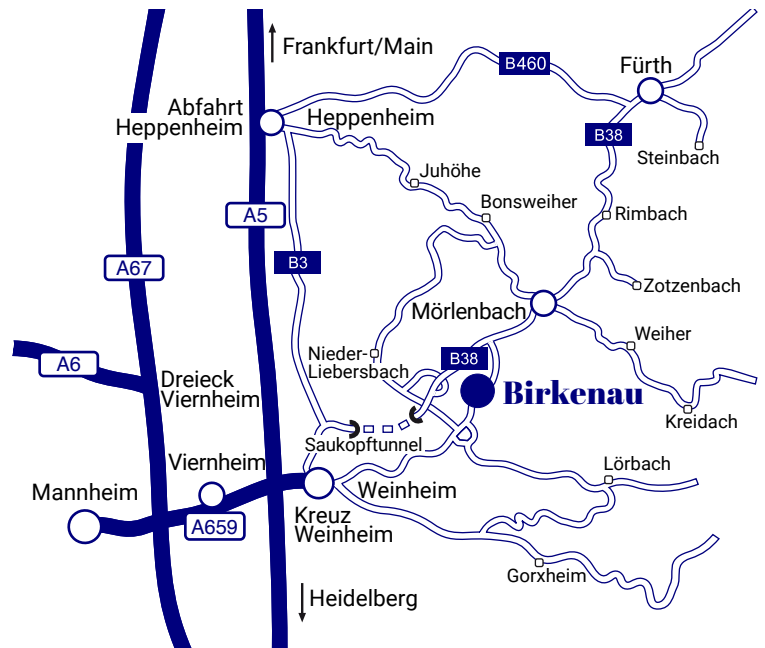 Frankfurt/Main
B460
Fürth
Abfahrt
Heppenheim
Heppenheim
B38
Steinbach
Juhöhe
Bonsweiher
A5
Rimbach
A67
B3
Zotzenbach
Mörlenbach
Weiher
A6
Nieder-
Liebersbach
B38
Dreieck
Viernheim
Birkenau
Kreidach
Saukopftunnel
Viernheim
Lörbach
Mannheim
Weinheim
A659
Kreuz
Weinheim
Gorxheim
Heidelberg